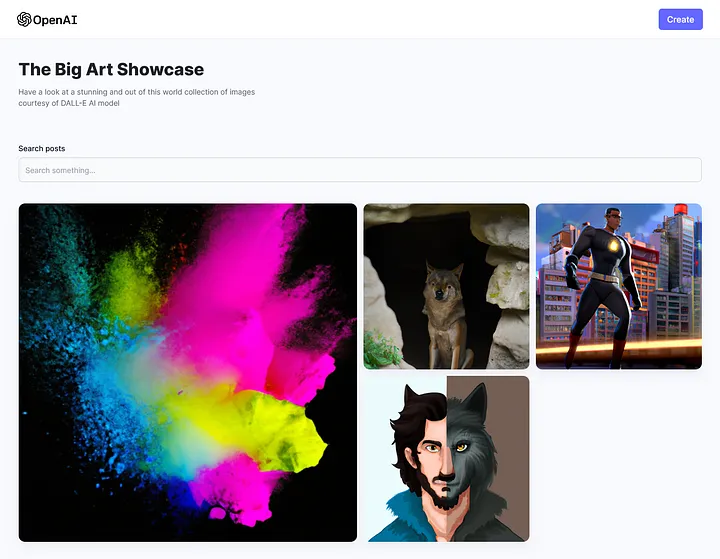 OpenAI
Create
The Big Art Showcase
Have a look at a stunning and out of this world collection of images
courtesy of DALL-E AI model
Search posts
Search something...